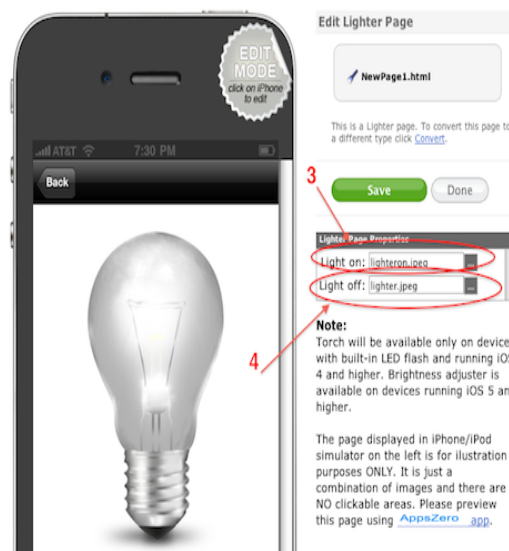 EDIT
MODE
click on iPhone
to edit
AT&T
7:30 PM
Back
Edit Lighter Page
NewPage1.html
This is a Lighter page. To convert this page to
a different type click Convert.
3
Save
Done
Lighter Page Properties
Light on: lighteron.jpeg ...
Light off: lighter.jpeg ...
4
Note:
Torch will be available only on device
with built-in LED flash and running iOS
4 and higher. Brightness adjuster is
available on devices running iOS 5 an
higher.
The page displayed in iPhone/iPod
simulator on the left is for ilustration
purposes ONLY. It is just a
combination of images and there are
NO clickable areas. Please preview
this page using AppsZero app.